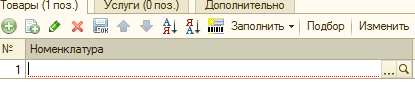 Товары (1 поз.) Услуги (0 поз.) Дополнительно
Заполнить Подбор Изменить
№ Номенклатура
1 ...